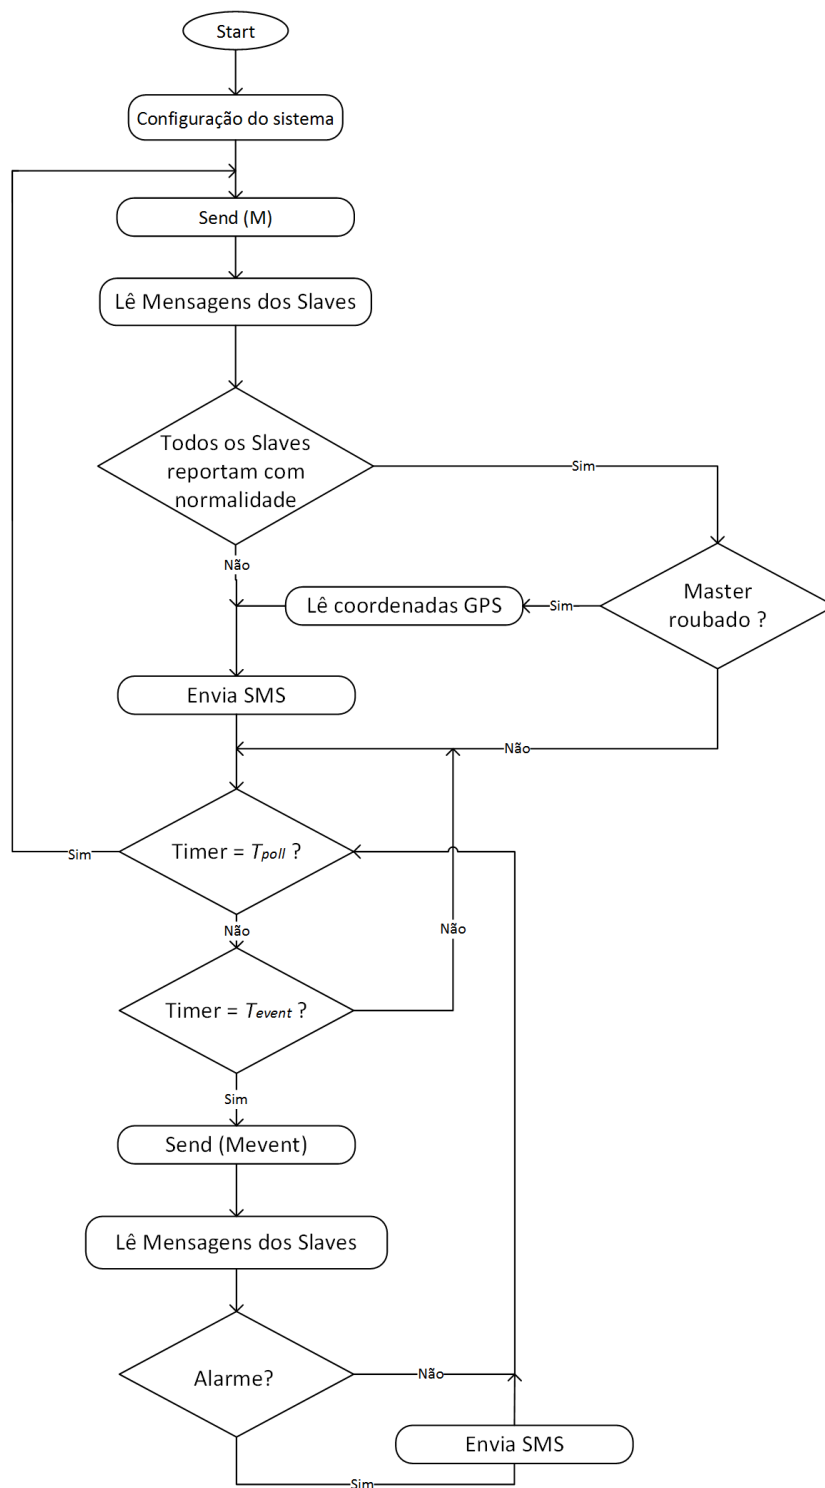 Start
Configuração do sistema
Send (M)
Lê Mensagens dos Slaves
Todos os Slaves
reportam com
normalidade
Sim
Não
Master
roubado ?
Sim
Lê coordenadas GPS
Envia SMS
Não
Timer = Tpoll ?
Sim
Não
Não
Timer = Tevent ?
Sim
Send (Mevent)
Lê Mensagens dos Slaves
Alarme?
Não
Envia SMS
Sim